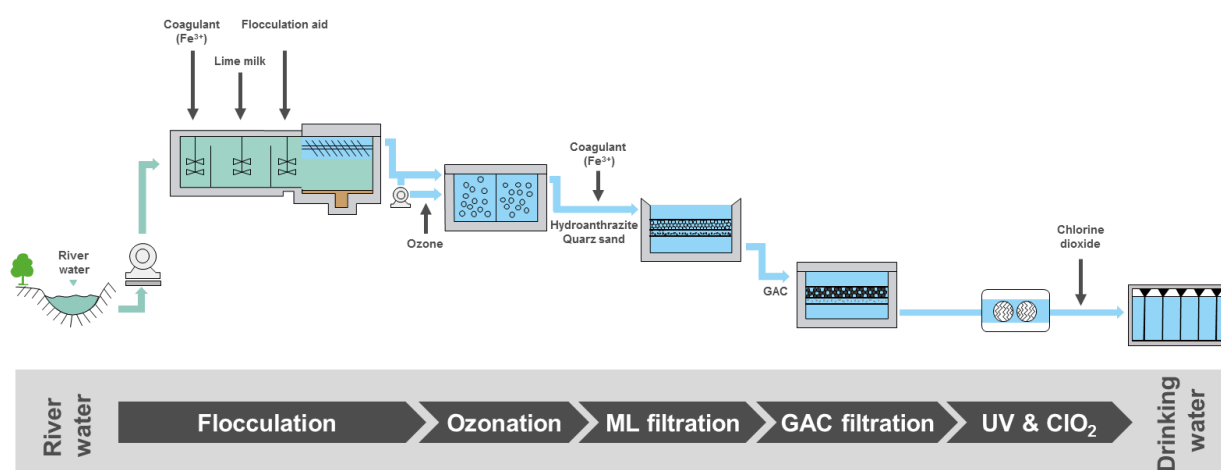 Coagulant
(Fe³⁺)
Flocculation aid
Lime milk
River
water
Ozone
Coagulant
(Fe³⁺)
Hydroanthrazite
Quarz sand
GAC
Chlorine
dioxide
River
water
Flocculation
Ozonation
ML filtration
GAC filtration
UV & ClO₂
Drinking
water